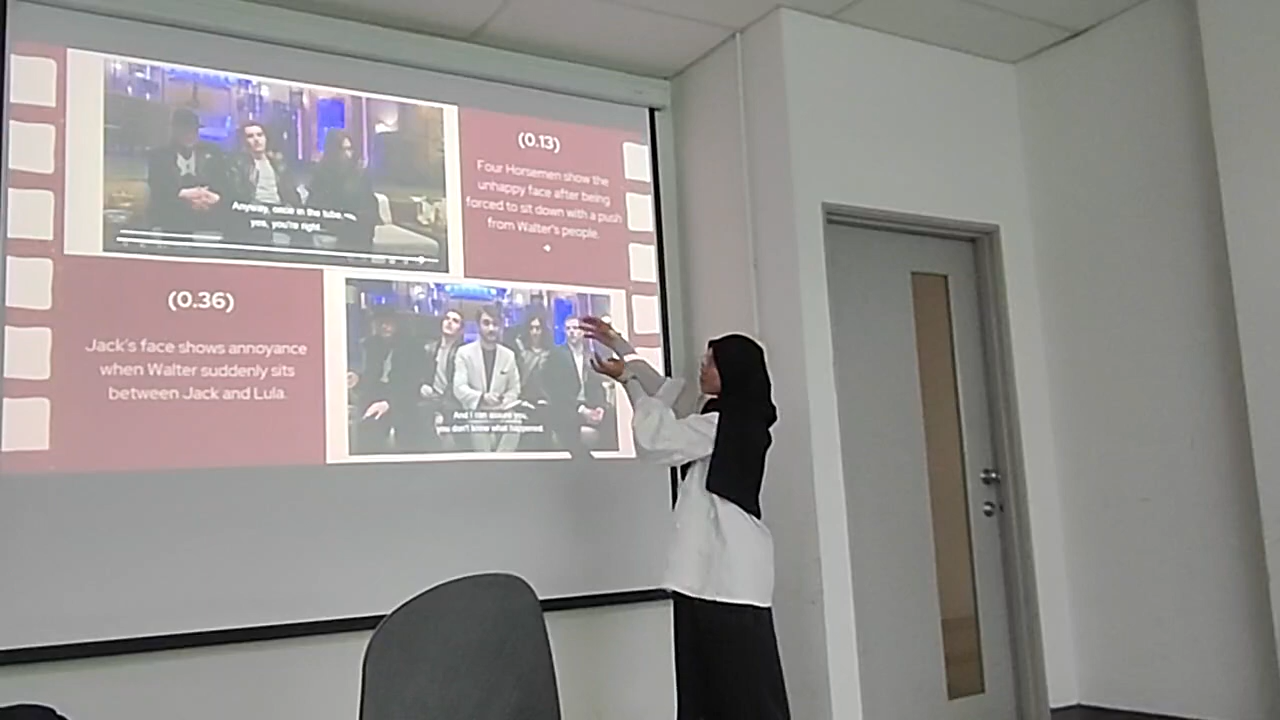 Anyway, once in the tube,
yes, you're right.
(0.13)
Four Horsemen show the
unhappy face after being
forced to sit down with a push
from Walter's people.
(0.36)
Jack's face shows annoyance
when Walter suddenly sits
between Jack and Lula.
And I can assure you,
you don't know what happened.